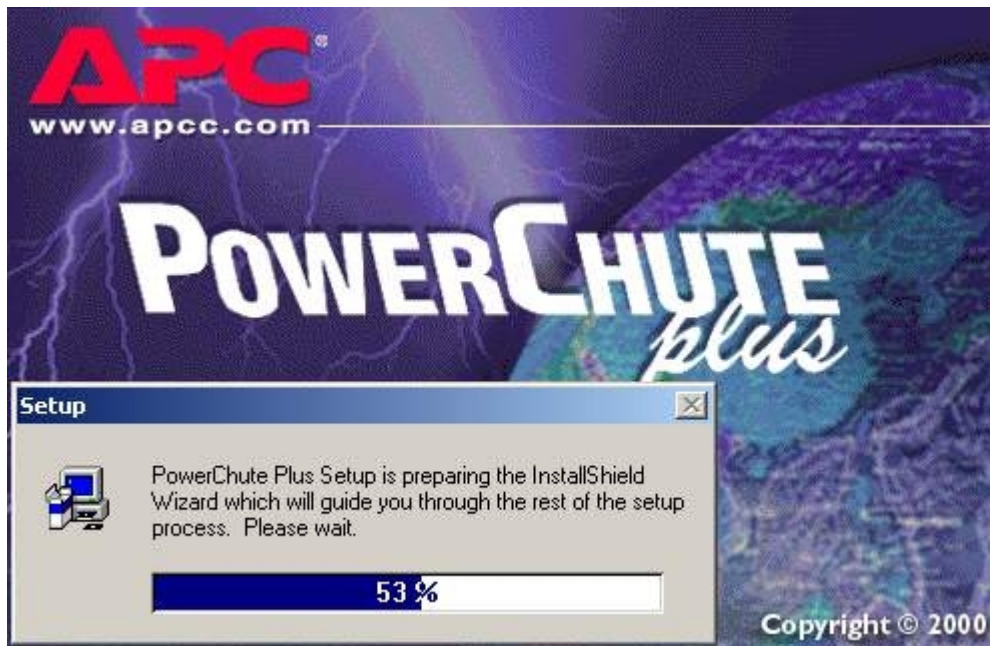 APC®
www.apcc.com
POWERCHUTE
plus
Setup
PowerChute Plus Setup is preparing the InstallShield
Wizard which will guide you through the rest of the setup
process. Please wait.
53 %
Copyright © 2000